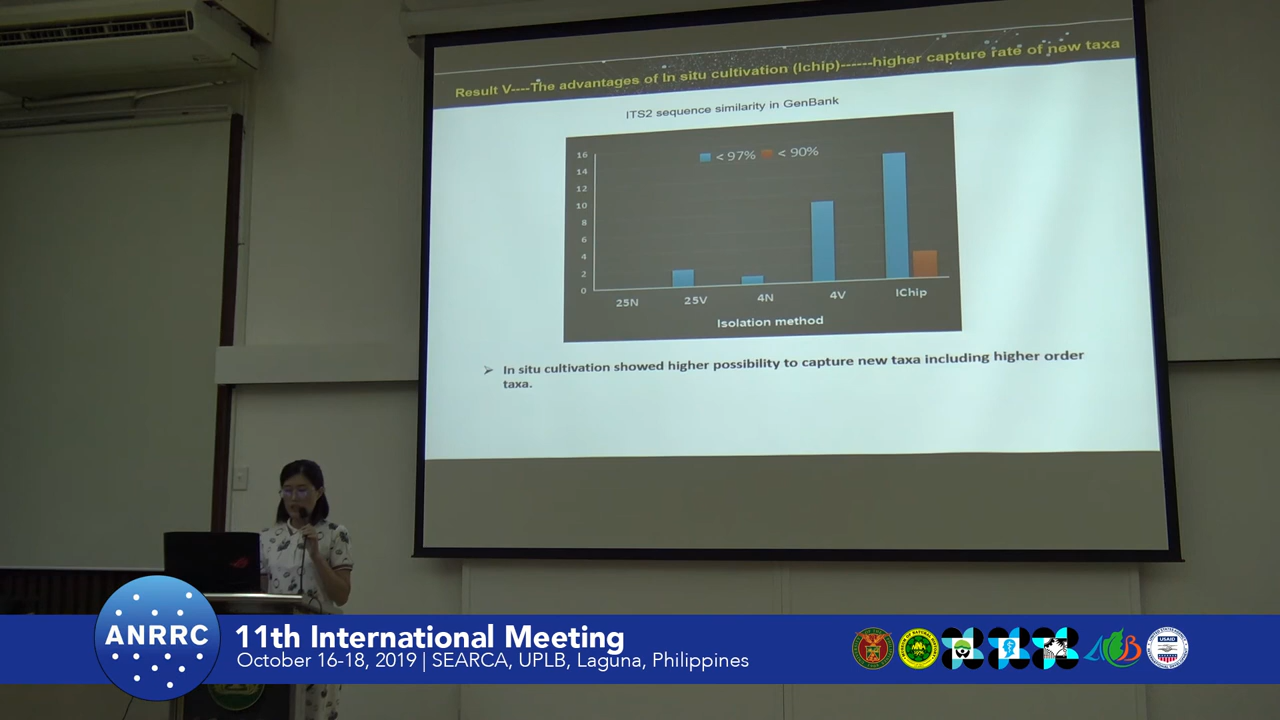 Result V----The advantages of In situ cultivation (Ichip)------higher capture rate of new taxa
ITS2 sequence similarity in GenBank
< 97% < 90%
16
14
12
10
8
6
4
2
0
25N 25V 4N 4V IChip
Isolation method
➢ In situ cultivation showed higher possibility to capture new taxa including higher order
taxa.
ANRRC
11th International Meeting
October 16-18, 2019 | SEARCA, UPLB, Laguna, Philippines
USAID